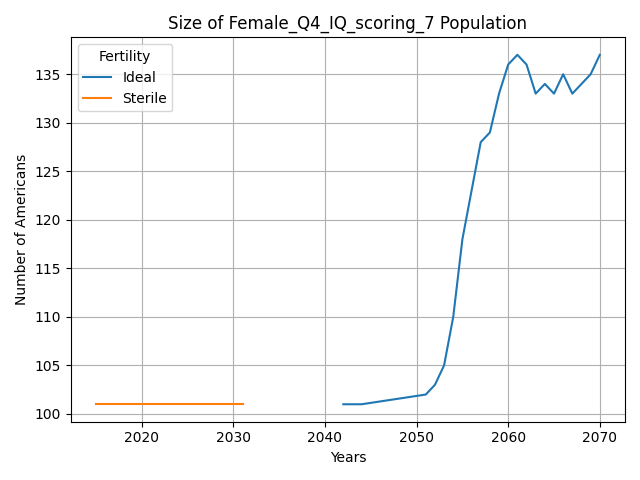 Size of Female_Q4_IQ_scoring_7 Population
Fertility
Ideal
Sterile
Number of Americans
135
130
125
120
115
110
105
100
2020 2030 2040 2050 2060 2070
Years